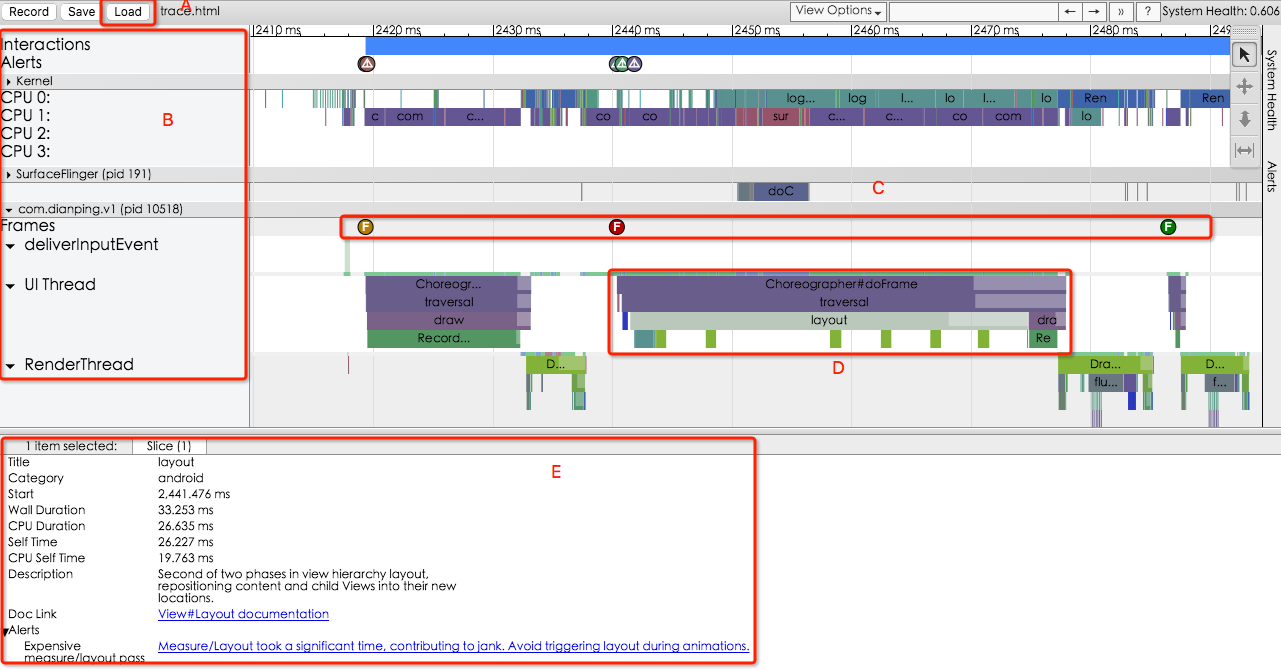 Record Save Load A trace.html View Options ← → » ? System Health: 0.606
2410 ms 2420 ms 2430 ms 2440 ms 2450 ms 2460 ms 2470 ms 2480 ms 249
Interactions
Alerts
Kernel
CPU 0: log... log l... lo l... lo Ren Ren
CPU 1: c com c... co co sur c... c... co com lo
B
CPU 2:
CPU 3:
SurfaceFlinger (pid 191)
doC C
com.dianping.v1 (pid 10518)
Frames F F F
deliverInputEvent
UI Thread Choreogr... Choreographer#doFrame
traversal traversal
draw layout dra
Record... Re
RenderThread D... D Dra... D...
flu... f...
System Health
Alerts
1 item selected: Slice (1)
Title layout E
Category android
Start 2,441.476 ms
Wall Duration 33.253 ms
CPU Duration 26.635 ms
Self Time 26.227 ms
CPU Self Time 19.763 ms
Description Second of two phases in view hierarchy layout,
repositioning content and child Views into their new
locations.
Doc Link View#Layout documentation
Alerts
Expensive Measure/Layout took a significant time, contributing to jank. Avoid triggering layout during animations.
measure/layout pass